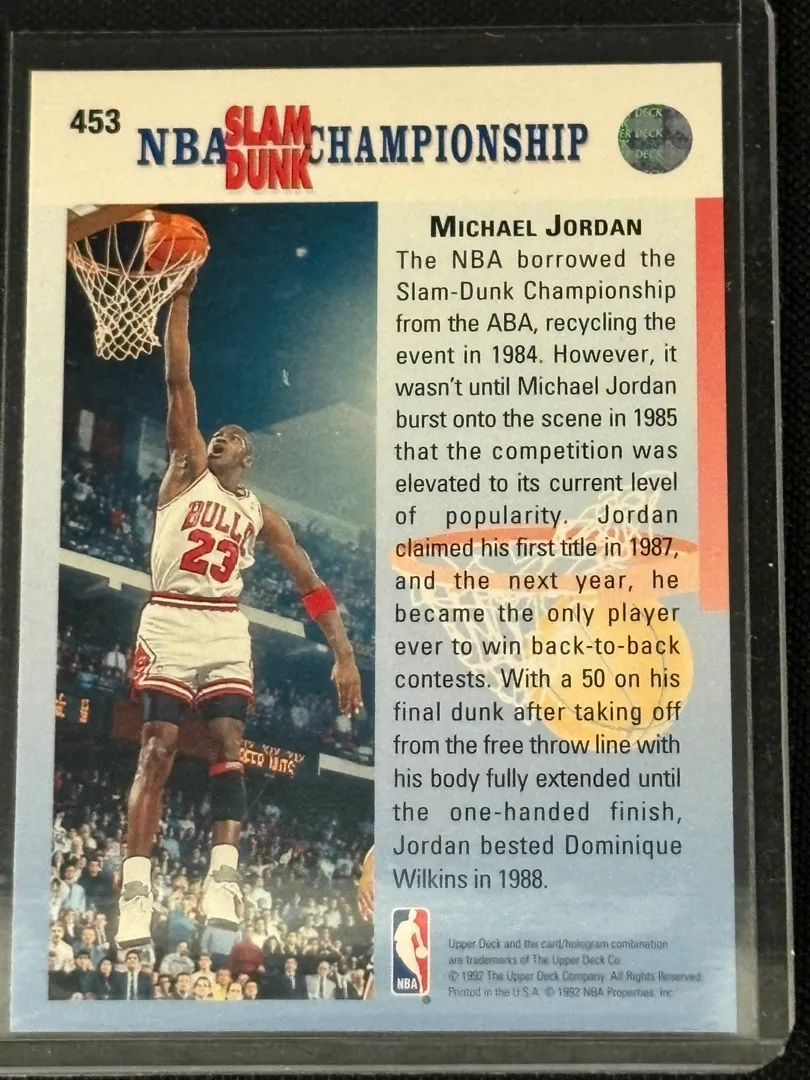 453
NBA SLAM DUNK CHAMPIONSHIP
DECK
ER DECK
DECK
MICHAEL JORDAN
The NBA borrowed the
Slam-Dunk Championship
from the ABA, recycling the
event in 1984. However, it
wasn't until Michael Jordan
burst onto the scene in 1985
that the competition was
elevated to its current level
of popularity. Jordan
claimed his first title in 1987,
and the next year, he
became the only player
ever to win back-to-back
contests. With a 50 on his
final dunk after taking off
from the free throw line with
his body fully extended until
the one-handed finish,
Jordan bested Dominique
Wilkins in 1988.
BULLS
23
NBA
Upper Deck and the card/hologram combination
are trademarks of The Upper Deck Co.
© 1992 The Upper Deck Company. All Rights Reserved.
Printed in the U.S.A. © 1992 NBA Properties, Inc.